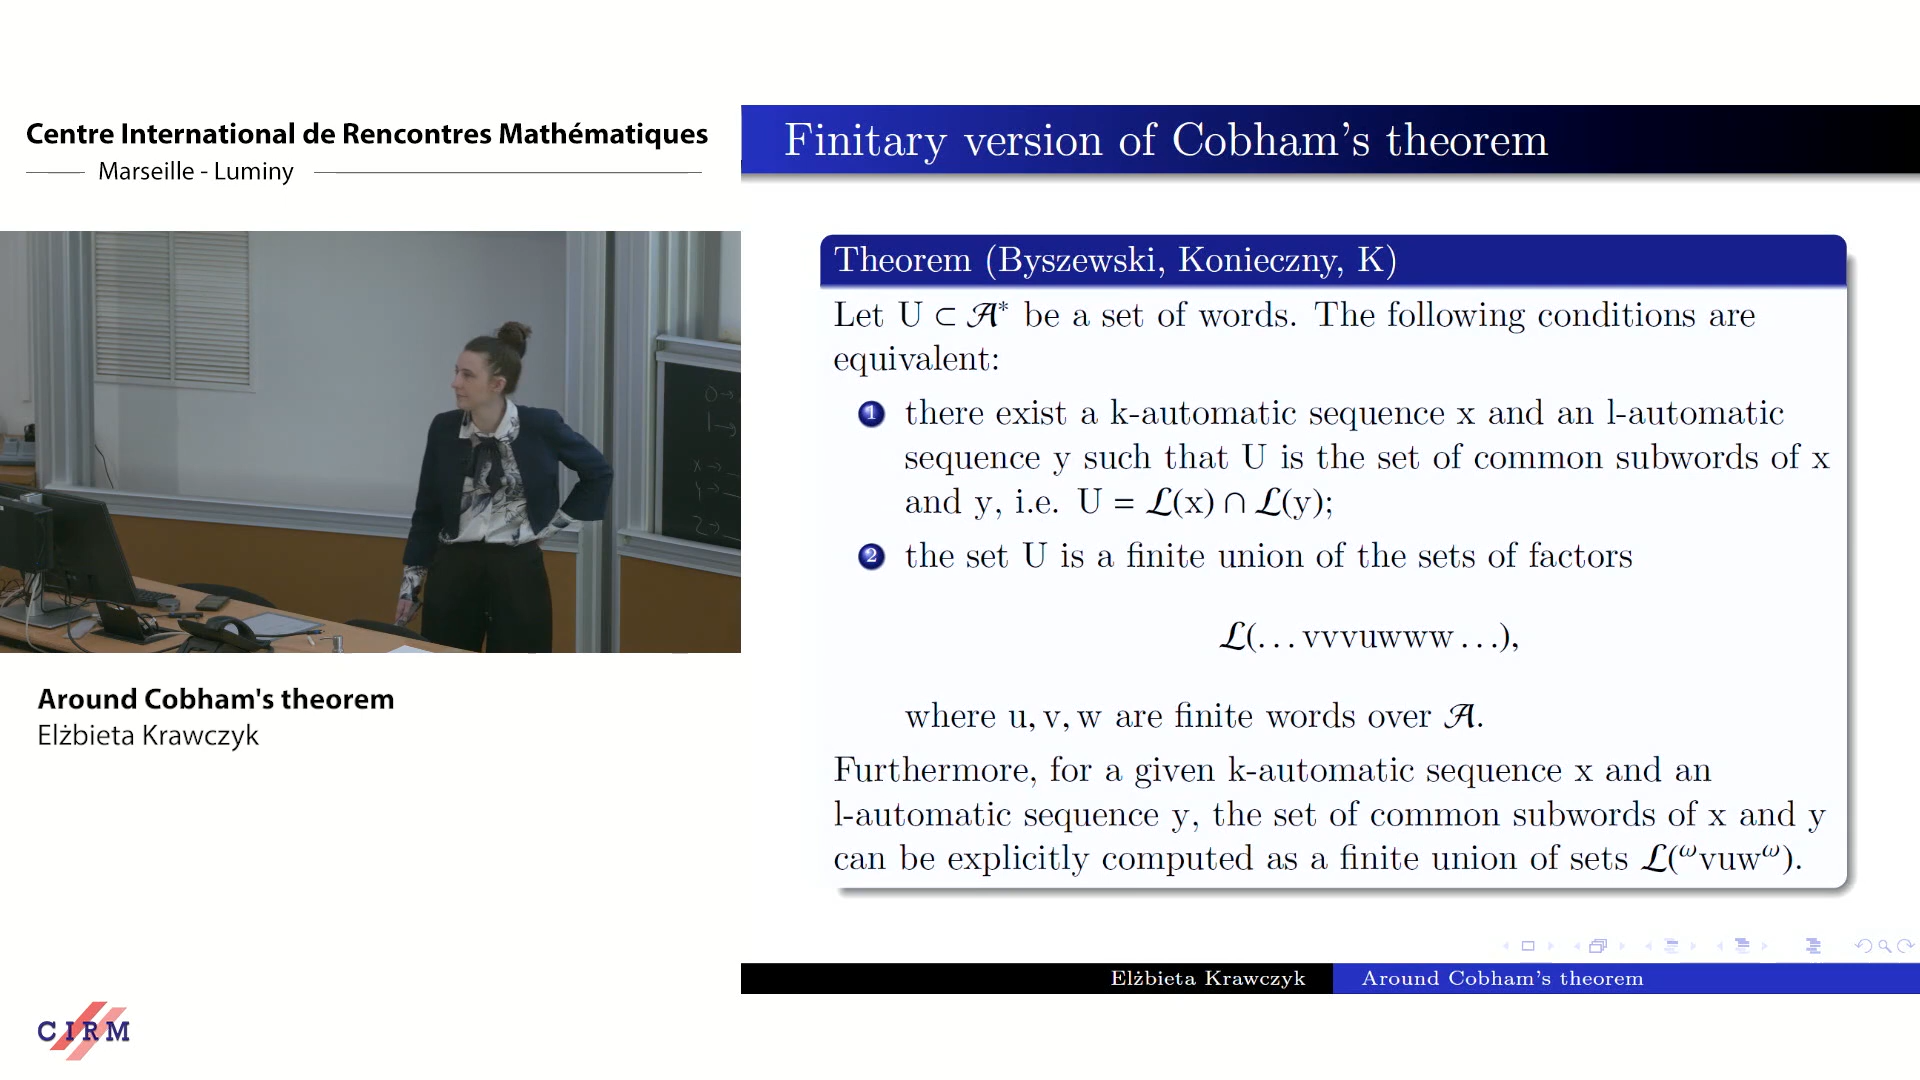 Centre International de Rencontres Mathématiques
Marseille - Luminy
Around Cobham's theorem
Elżbieta Krawczyk
CIRM
Finitary version of Cobham's theorem
Theorem (Byszewski, Konieczny, K)
Let U ⊂ 𝒜* be a set of words. The following conditions are
equivalent:
1 there exist a k-automatic sequence x and an l-automatic
sequence y such that U is the set of common subwords of x
and y, i.e. U = ℒ(x) ∩ ℒ(y);
2 the set U is a finite union of the sets of factors
ℒ(…vvvuwww…),
where u, v, w are finite words over 𝒜.
Furthermore, for a given k-automatic sequence x and an
l-automatic sequence y, the set of common subwords of x and y
can be explicitly computed as a finite union of sets ℒ(ᵒvuwᵒ).
Elżbieta Krawczyk
Around Cobham's theorem